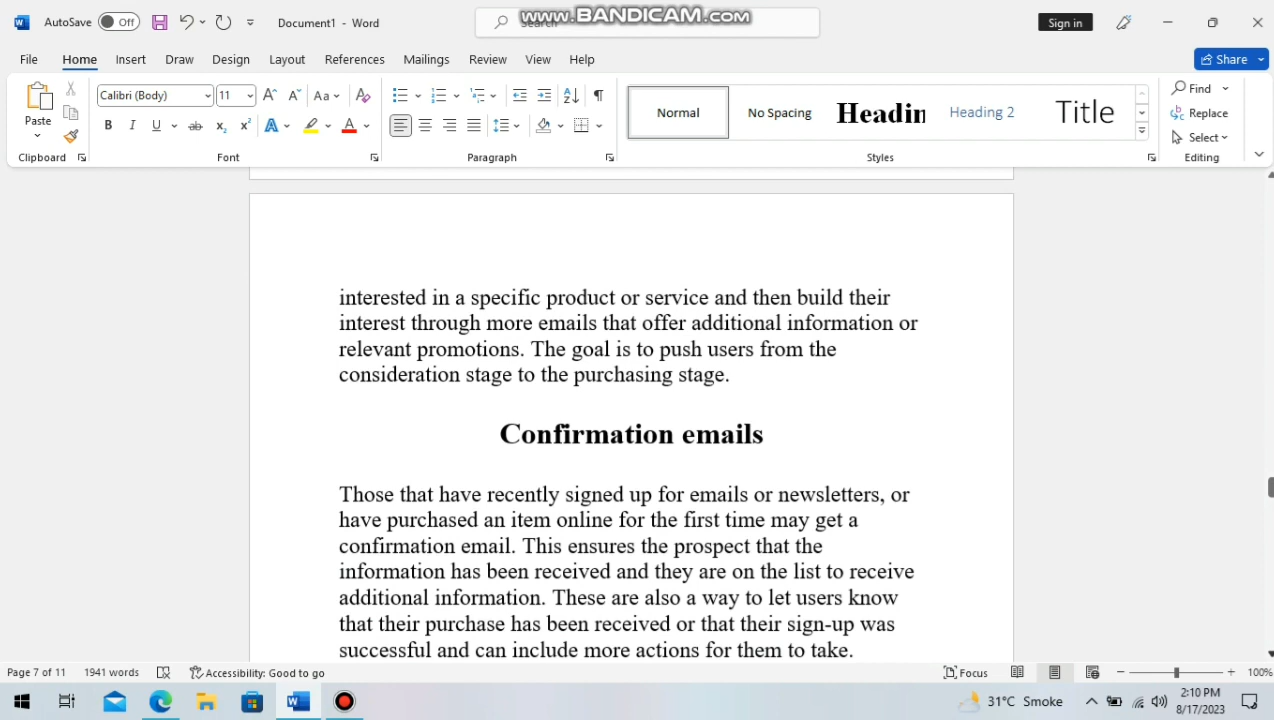 AutoSave Off Document1 - Word Search www.BANDICAM.com Sign in
File Home Insert Draw Design Layout References Mailings Review View Help Share
Paste Calibri (Body) 11 Normal No Spacing Headin Heading 2 Title Find Replace Select
Clipboard Font Paragraph Styles Editing
interested in a specific product or service and then build their
interest through more emails that offer additional information or
relevant promotions. The goal is to push users from the
consideration stage to the purchasing stage.
Confirmation emails
Those that have recently signed up for emails or newsletters, or
have purchased an item online for the first time may get a
confirmation email. This ensures the prospect that the
information has been received and they are on the list to receive
additional information. These are also a way to let users know
that their purchase has been received or that their sign-up was
successful and can include more actions for them to take.
Page 7 of 11 1941 words Accessibility: Good to go Focus 100%
31°C Smoke 2:10 PM
8/17/2023